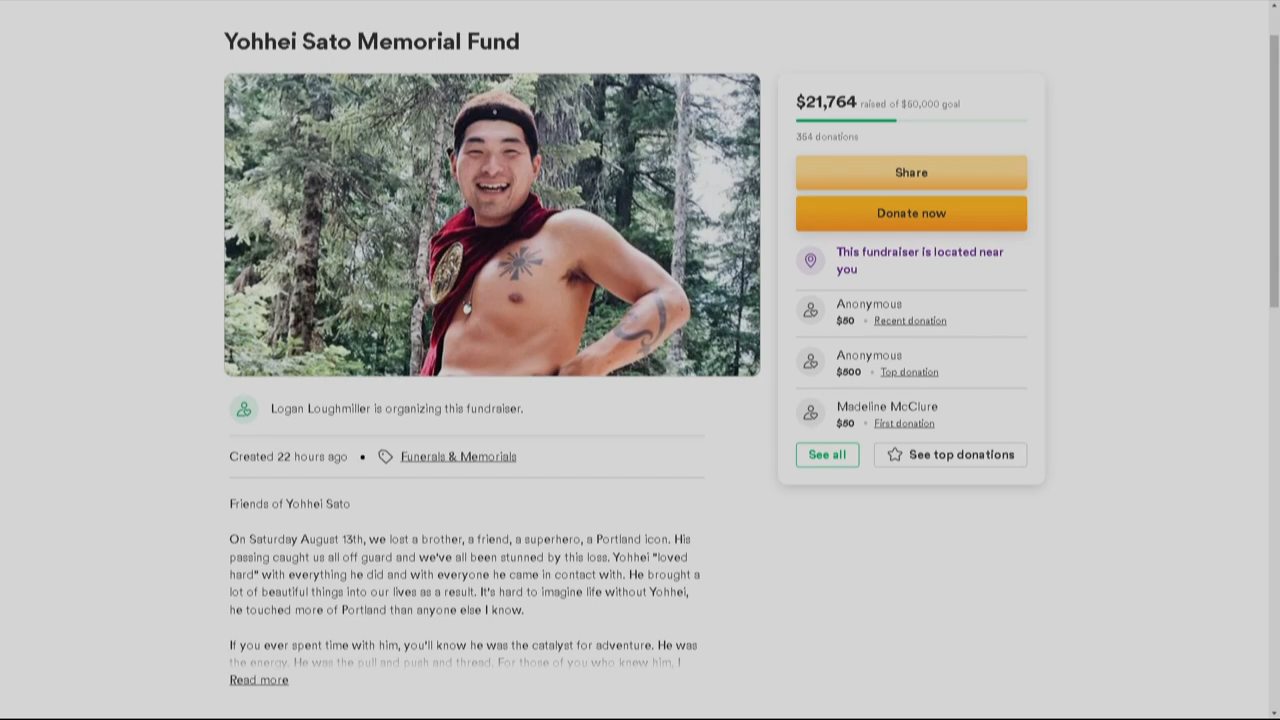 Yohhei Sato Memorial Fund
$21,764 raised of $60,000 goal
364 donations
Share
Donate now
This fundraiser is located near
you
Anonymous
$50 • Recent donation
Anonymous
$500 • Top donation
Madeline McClure
$50 • First donation
See all
See top donations
Logan Loughmiller is organizing this fundraiser.
Created 22 hours ago • Funerals & Memorials
Friends of Yohhei Sato
On Saturday August 13th, we lost a brother, a friend, a superhero, a Portland icon. His
passing caught us all off guard and we've all been stunned by this loss. Yohhei "loved
hard" with everything he did and with everyone he came in contact with. He brought a
lot of beautiful things into our lives as a result. It's hard to imagine life without Yohhei,
he touched more of Portland than anyone else I know.
If you ever spent time with him, you'll know he was the catalyst for adventure. He was
the energy. He was the pull and push and thread. For those of you who knew him, I
Read more